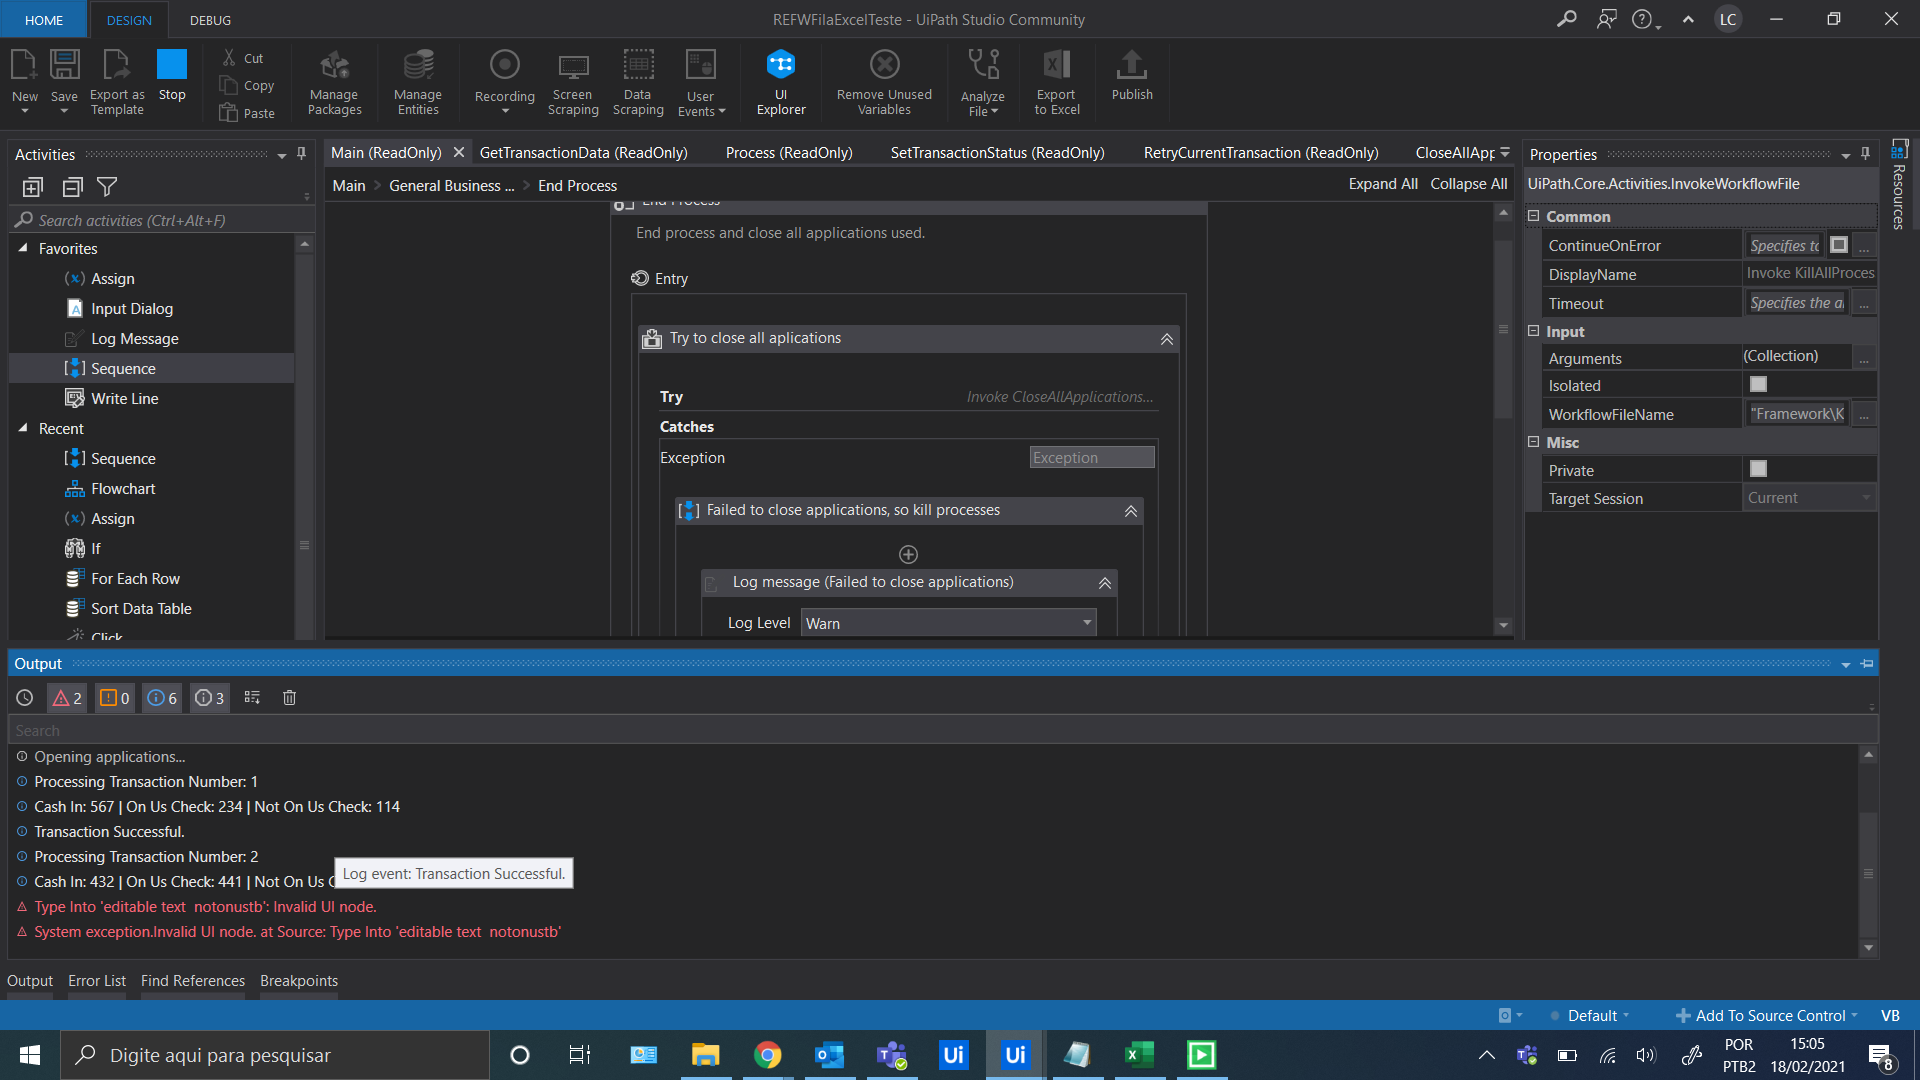 HOME
DESIGN
DEBUG
REFWFilaExcelTeste - UiPath Studio Community
LC
New
Save
Export as Template
Stop
Cut
Copy
Paste
Manage Packages
Manage Entities
Recording
Screen Scraping
Data Scraping
User Events
UI Explorer
Remove Unused Variables
Analyze File
Export to Excel
Publish
Activities
Search activities (Ctrl+Alt+F)
Favorites
Assign
Input Dialog
Log Message
Sequence
Write Line
Recent
Sequence
Flowchart
Assign
If
For Each Row
Sort Data Table
Click
Main (ReadOnly)
GetTransactionData (ReadOnly)
Process (ReadOnly)
SetTransactionStatus (ReadOnly)
RetryCurrentTransaction (ReadOnly)
CloseAllApp
Main > General Business ... > End Process
Expand All
Collapse All
End Process
End process and close all applications used.
Entry
Try to close all aplications
Try
Invoke CloseAllApplications...
Catches
Exception
Exception
Failed to close applications, so kill processes
Log message (Failed to close applications)
Log Level
Warn
Properties
UiPath.Core.Activities.InvokeWorkflowFile
Common
ContinueOnError
Specifies to
...
DisplayName
Invoke KillAllProces
Timeout
Specifies the a
...
Input
Arguments
(Collection)
...
Isolated
WorkflowFileName
"Framework\K
...
Misc
Private
Target Session
Current
Resources
Output
2
0
6
3
Search
Opening applications...
Processing Transaction Number: 1
Cash In: 567 | On Us Check: 234 | Not On Us Check: 114
Transaction Successful.
Processing Transaction Number: 2
Cash In: 432 | On Us Check: 441 | Not On Us C
Log event: Transaction Successful.
Type Into 'editable text  notonustb': Invalid UI node.
System exception.Invalid UI node. at Source: Type Into 'editable text  notonustb'
Output
Error List
Find References
Breakpoints
Default
Add To Source Control
VB
Digite aqui para pesquisar
Ui
Ui
POR
PTB2
15:05
18/02/2021
8